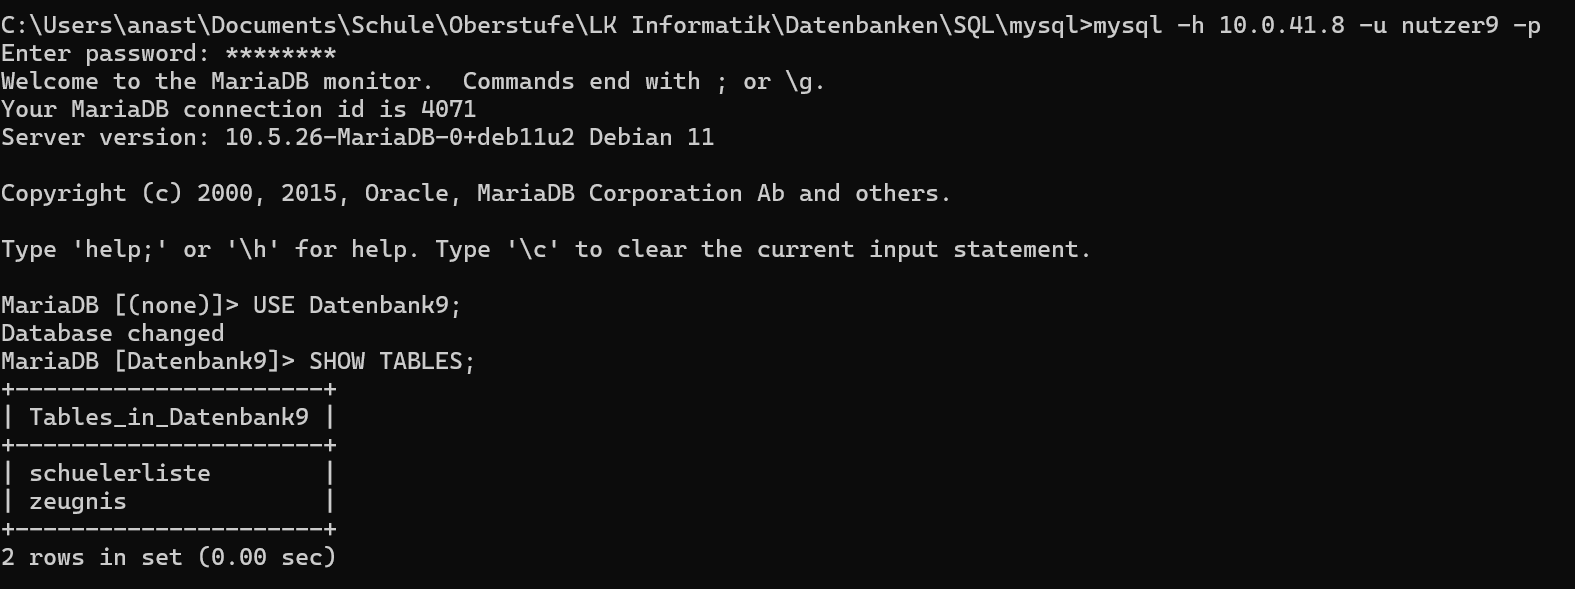 C:\Users\anast\Documents\Schule\Oberstufe\LK Informatik\Datenbanken\SQL\mysql>mysql -h 10.0.41.8 -u nutzer9 -p
Enter password: ********
Welcome to the MariaDB monitor.  Commands end with ; or \g.
Your MariaDB connection id is 4071
Server version: 10.5.26-MariaDB-0+deb11u2 Debian 11

Copyright (c) 2000, 2015, Oracle, MariaDB Corporation Ab and others.

Type 'help;' or '\h' for help. Type '\c' to clear the current input statement.

MariaDB [(none)]> USE Datenbank9;
Database changed
MariaDB [Datenbank9]> SHOW TABLES;
+----------------------+
| Tables_in_Datenbank9 |
+----------------------+
| schuelerliste        |
| zeugnis              |
+----------------------+
2 rows in set (0.00 sec)